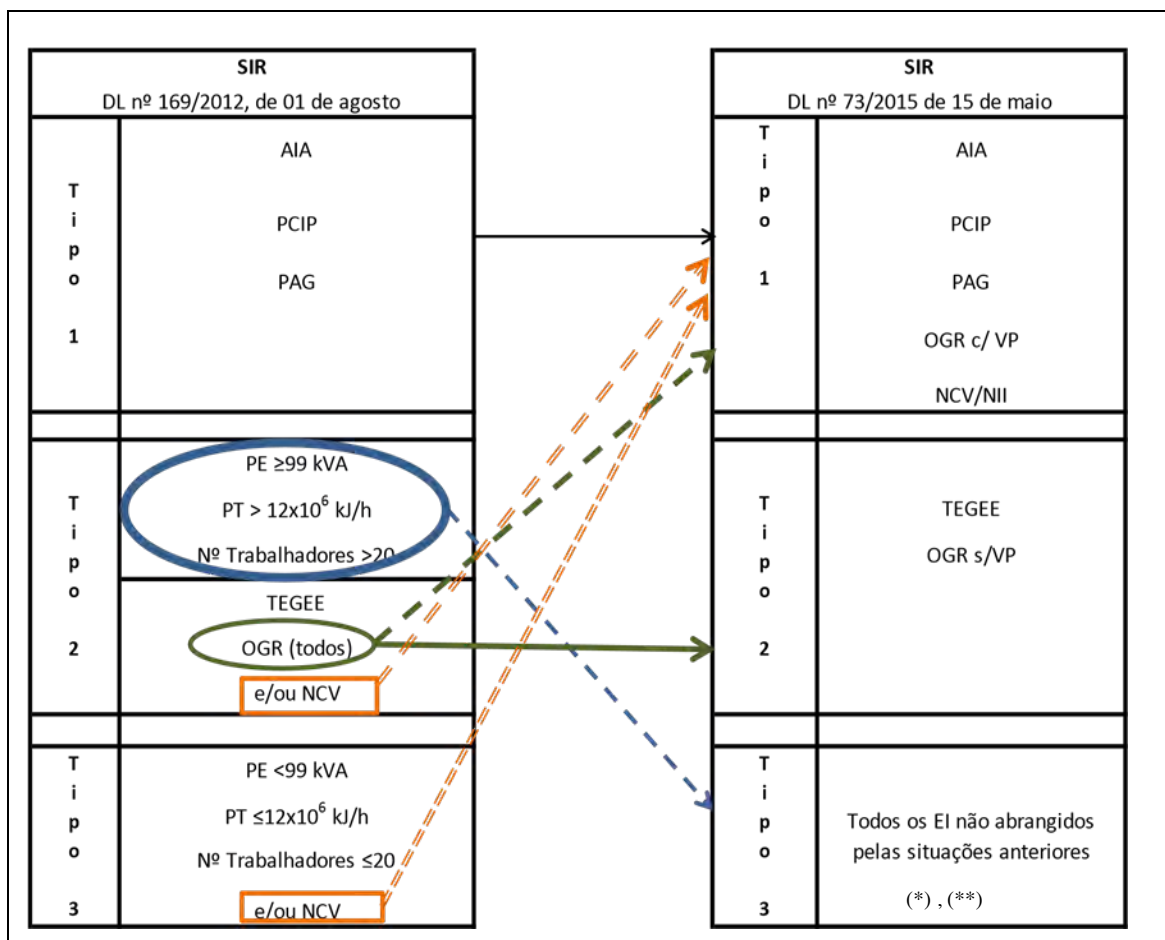 SIR
DL nº 169/2012, de 01 de agosto
Tipo 1
AIA
PCIP
PAG
Tipo 2
PE ≥99 kVA
PT > 12x10⁶ kJ/h
Nº Trabalhadores >20
TEGEE
OGR (todos)
e/ou NCV
Tipo 3
PE <99 kVA
PT ≤12x10⁶ kJ/h
Nº Trabalhadores ≤20
e/ou NCV
SIR
DL nº 73/2015 de 15 de maio
Tipo 1
AIA
PCIP
PAG
OGR c/ VP
NCV/NII
Tipo 2
TEGEE
OGR s/VP
Tipo 3
Todos os EI não abrangidos
pelas situações anteriores
(*) , (**)